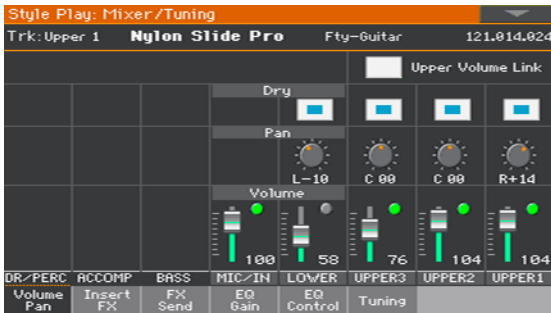 Style Play: Mixer/Tuning
Trk: Upper 1 Nylon Slide Pro Fty-Guitar 121.014.024
Upper Volume Link
Dry
Pan
L-10 C 00 C 00 R+14
Volume
100 58 76 104 104
DR/PERC ACCOMP BASS MIC/IN LOWER UPPER3 UPPER2 UPPER1
Volume Pan Insert FX FX Send EQ Gain EQ Control Tuning